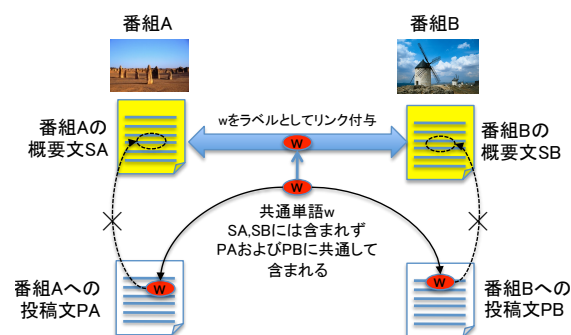 番組A
番組B
番組Aの
概要文SA
wをラベルとしてリンク付与
番組Bの
概要文SB
w
w
共通単語w
SA,SBには含まれず
PAおよびPBに共通して
含まれる
番組Aへの
投稿文PA
w
w
番組Bへの
投稿文PB